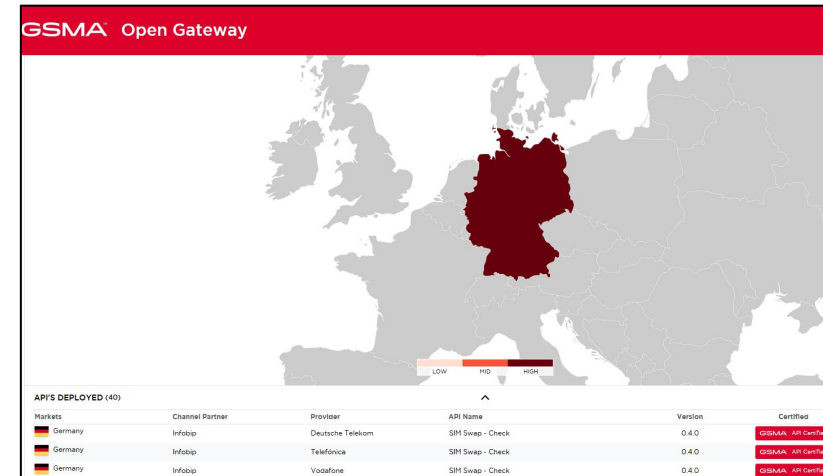 GSMA™ Open Gateway
LOW MID HIGH
API'S DEPLOYED (40)
Markets Channel Partner Provider API Name Version Certified
Germany Infobip Deutsche Telekom SIM Swap - Check 0.4.0 GSMA API Certified
Germany Infobip Telefónica SIM Swap - Check 0.4.0 GSMA API Certified
Germany Infobip Vodafone SIM Swap - Check 0.4.0 GSMA API Certified